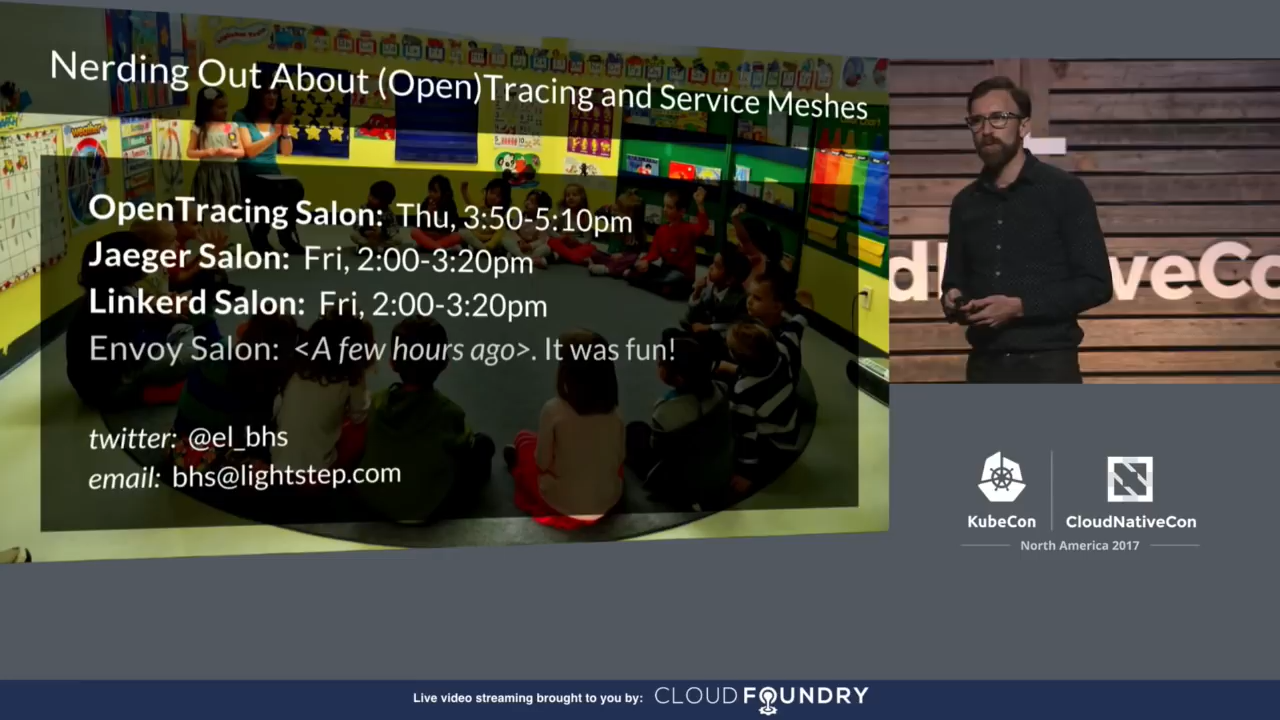 Nerding Out About (Open)Tracing and Service Meshes
OpenTracing Salon: Thu, 3:50-5:10pm
Jaeger Salon: Fri, 2:00-3:20pm
Linkerd Salon: Fri, 2:00-3:20pm
Envoy Salon: <A few hours ago>. It was fun!
twitter: @el_bhs
email: bhs@lightstep.com
KubeCon
CloudNativeCon
North America 2017
Live video streaming brought to you by: CLOUD FOUNDRY